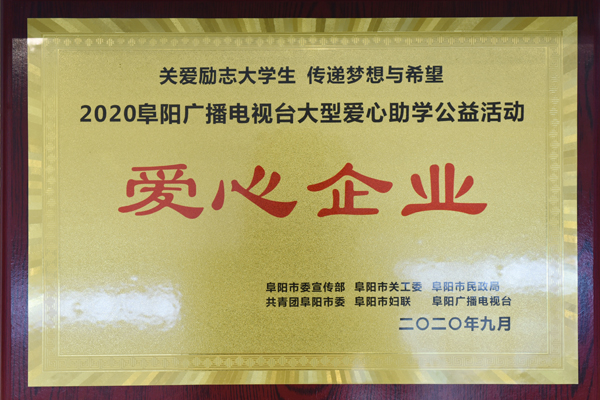 关爱励志大学生 传递梦想与希望
2020阜阳广播电视台大型爱心助学公益活动
爱心企业
阜阳市委宣传部 阜阳市关工委 阜阳市民政局
共青团阜阳市委 阜阳市妇联 阜阳广播电视台
二〇二〇年九月